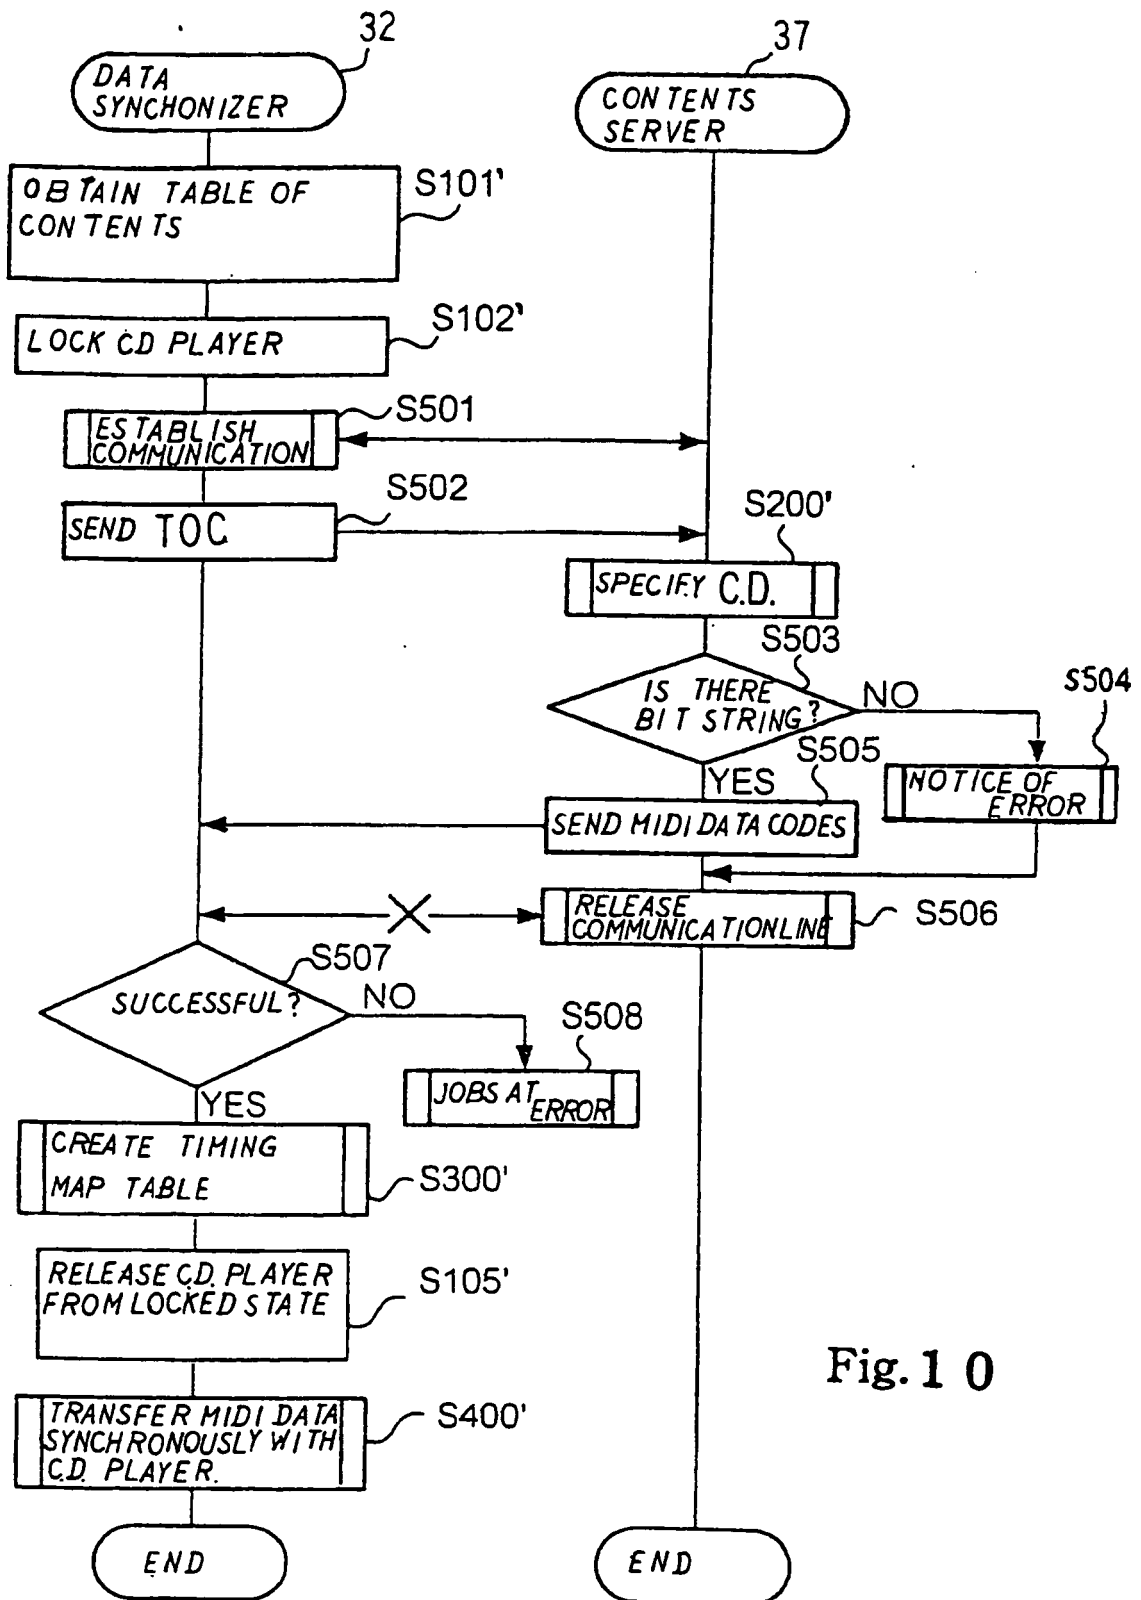 32
DATA
SYNCHONIZER
37
CONTENTS
SERVER
OBTAIN TABLE OF
CONTENTS
S101'
LOCK CD PLAYER
S102'
ESTABLISH
COMMUNICATION
S501
SEND TOC
S502
S200'
SPECIFY C.D.
S503
IS THERE
BIT STRING?
NO
S504
NOTICE OF
ERROR
YES
S505
SEND MIDI DATA CODES
RELEASE
COMMUNICATION LINE
S506
S507
SUCCESSFUL?
NO
S508
JOBS AT
ERROR
YES
CREATE TIMING
MAP TABLE
S300'
RELEASE C.D. PLAYER
FROM LOCKED STATE
S105'
TRANSFER MIDI DATA
SYNCHRONOUSLY WITH
C.D. PLAYER.
S400'
END
END
Fig. 10